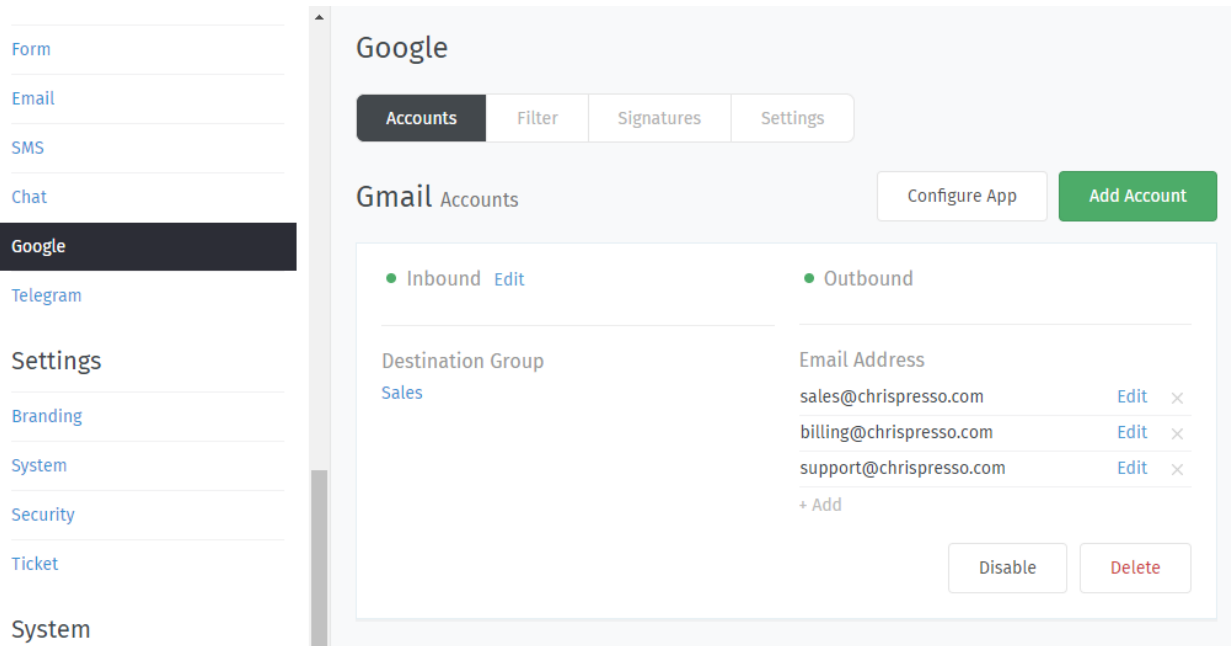 Form
Email
SMS
Chat
Google
Telegram
Settings
Branding
System
Security
Ticket
System
Google
Accounts Filter Signatures Settings
Gmail Accounts
Configure App Add Account
Inbound Edit
Destination Group
Sales
Outbound
Email Address
sales@chrispresso.com Edit ×
billing@chrispresso.com Edit ×
support@chrispresso.com Edit ×
+ Add
Disable Delete